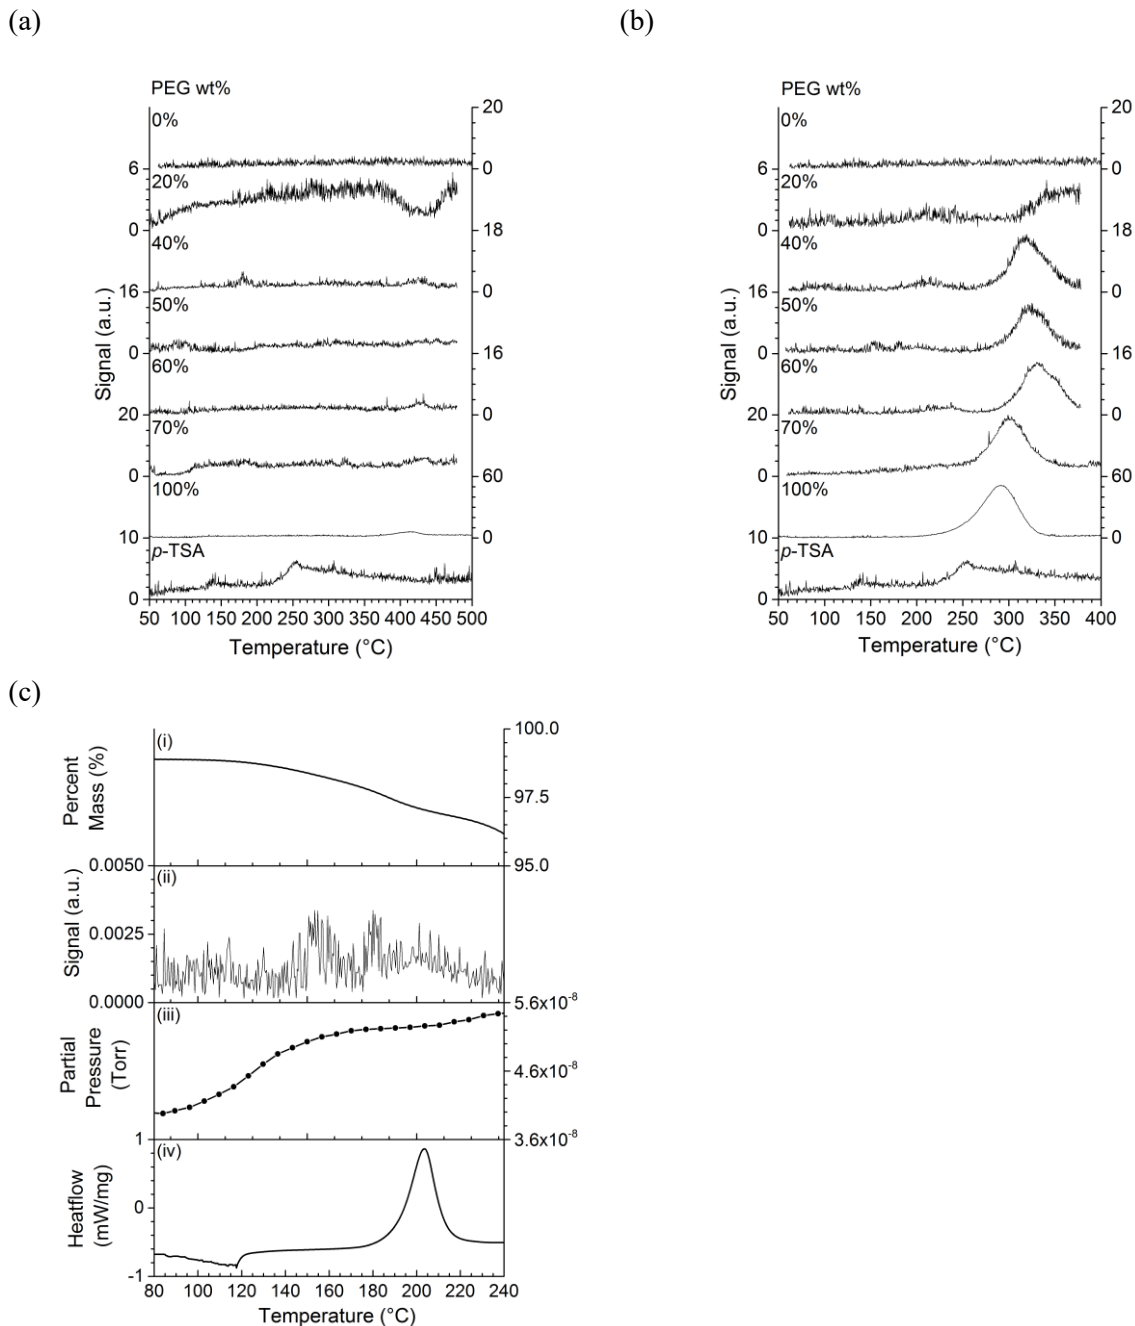 (a)
PEG wt%
0%
20%
40%
50%
60%
70%
100%
p-TSA
20
0
18
0
16
0
60
0
6
0
16
0
20
0
10
0
Signal (a.u.)
50 100 150 200 250 300 350 400 450 500
Temperature (°C)
(b)
PEG wt%
0%
20%
40%
50%
60%
70%
100%
p-TSA
20
0
18
0
16
0
60
0
6
0
16
0
20
0
10
0
Signal (a.u.)
50 100 150 200 250 300 350 400
Temperature (°C)
(c)
(i)
Percent
Mass (%)
100.0
97.5
95.0
(ii)
Signal (a.u.)
0.0050
0.0025
0.0000
(iii)
Partial
Pressure
(Torr)
5.6x10⁻⁸
4.6x10⁻⁸
3.6x10⁻⁸
(iv)
Heatflow
(mW/mg)
1
0
-1
80 100 120 140 160 180 200 220 240
Temperature (°C)